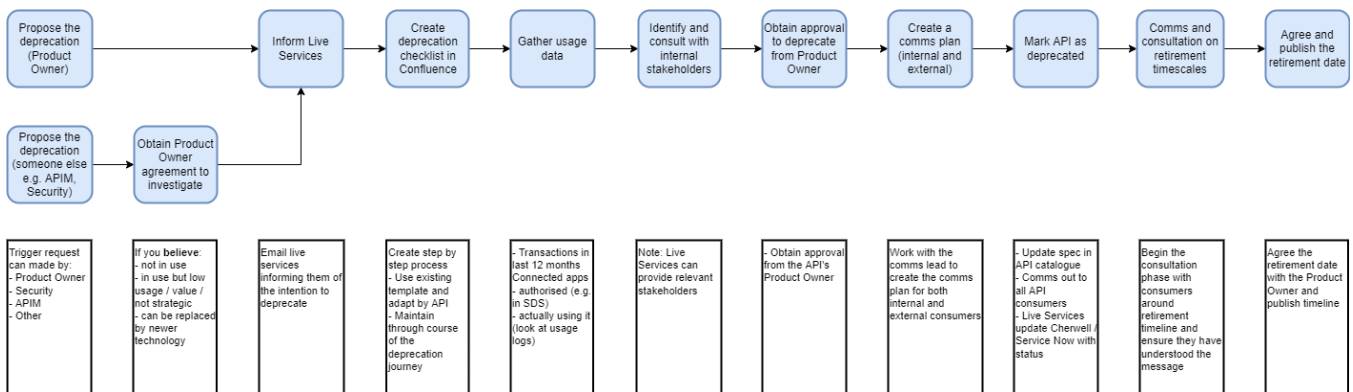 Propose the
deprecation
(Product
Owner)
Inform Live
Services
Create
deprecation
checklist in
Confluence
Gather usage
data
Identify and
consult with
internal
stakeholders
Obtain approval
to deprecate
from Product
Owner
Create a
comms plan
(internal and
external)
Mark API as
deprecated
Comms and
consultation on
retirement
timescales
Agree and
publish the
retirement date
Propose the
deprecation
(someone else
e.g. APIM,
Security)
Obtain Product
Owner
agreement to
investigate
Trigger request
can made by:
- Product Owner
- Security
- APIM
- Other
If you believe:
- not in use
- in use but low
usage / value /
not strategic
- can be replaced
by newer
technology
Email live
services
informing them of
the intention to
deprecate
Create step by
step process
- Use existing
template and
adapt by API
- Maintain
through course
of the
deprecation
journey
- Transactions in
last 12 months
Connected apps
- authorised (e.g.
in SDS)
- actually using it
(look at usage
logs)
Note: Live
Services can
provide relevant
stakeholders
- Obtain approval
from the API's
Product Owner
Work with the
comms lead to
create the comms
plan for both
internal and
external consumers
- Update spec in
API catalogue
- Comms out to
all API
consumers
- Live Services
update Cherwell /
Service Now with
status
Begin the
consultation
phase with
consumers
around
retirement
timeline and
ensure they have
understood the
message
Agree the
retirement date
with the Product
Owner and
publish timeline